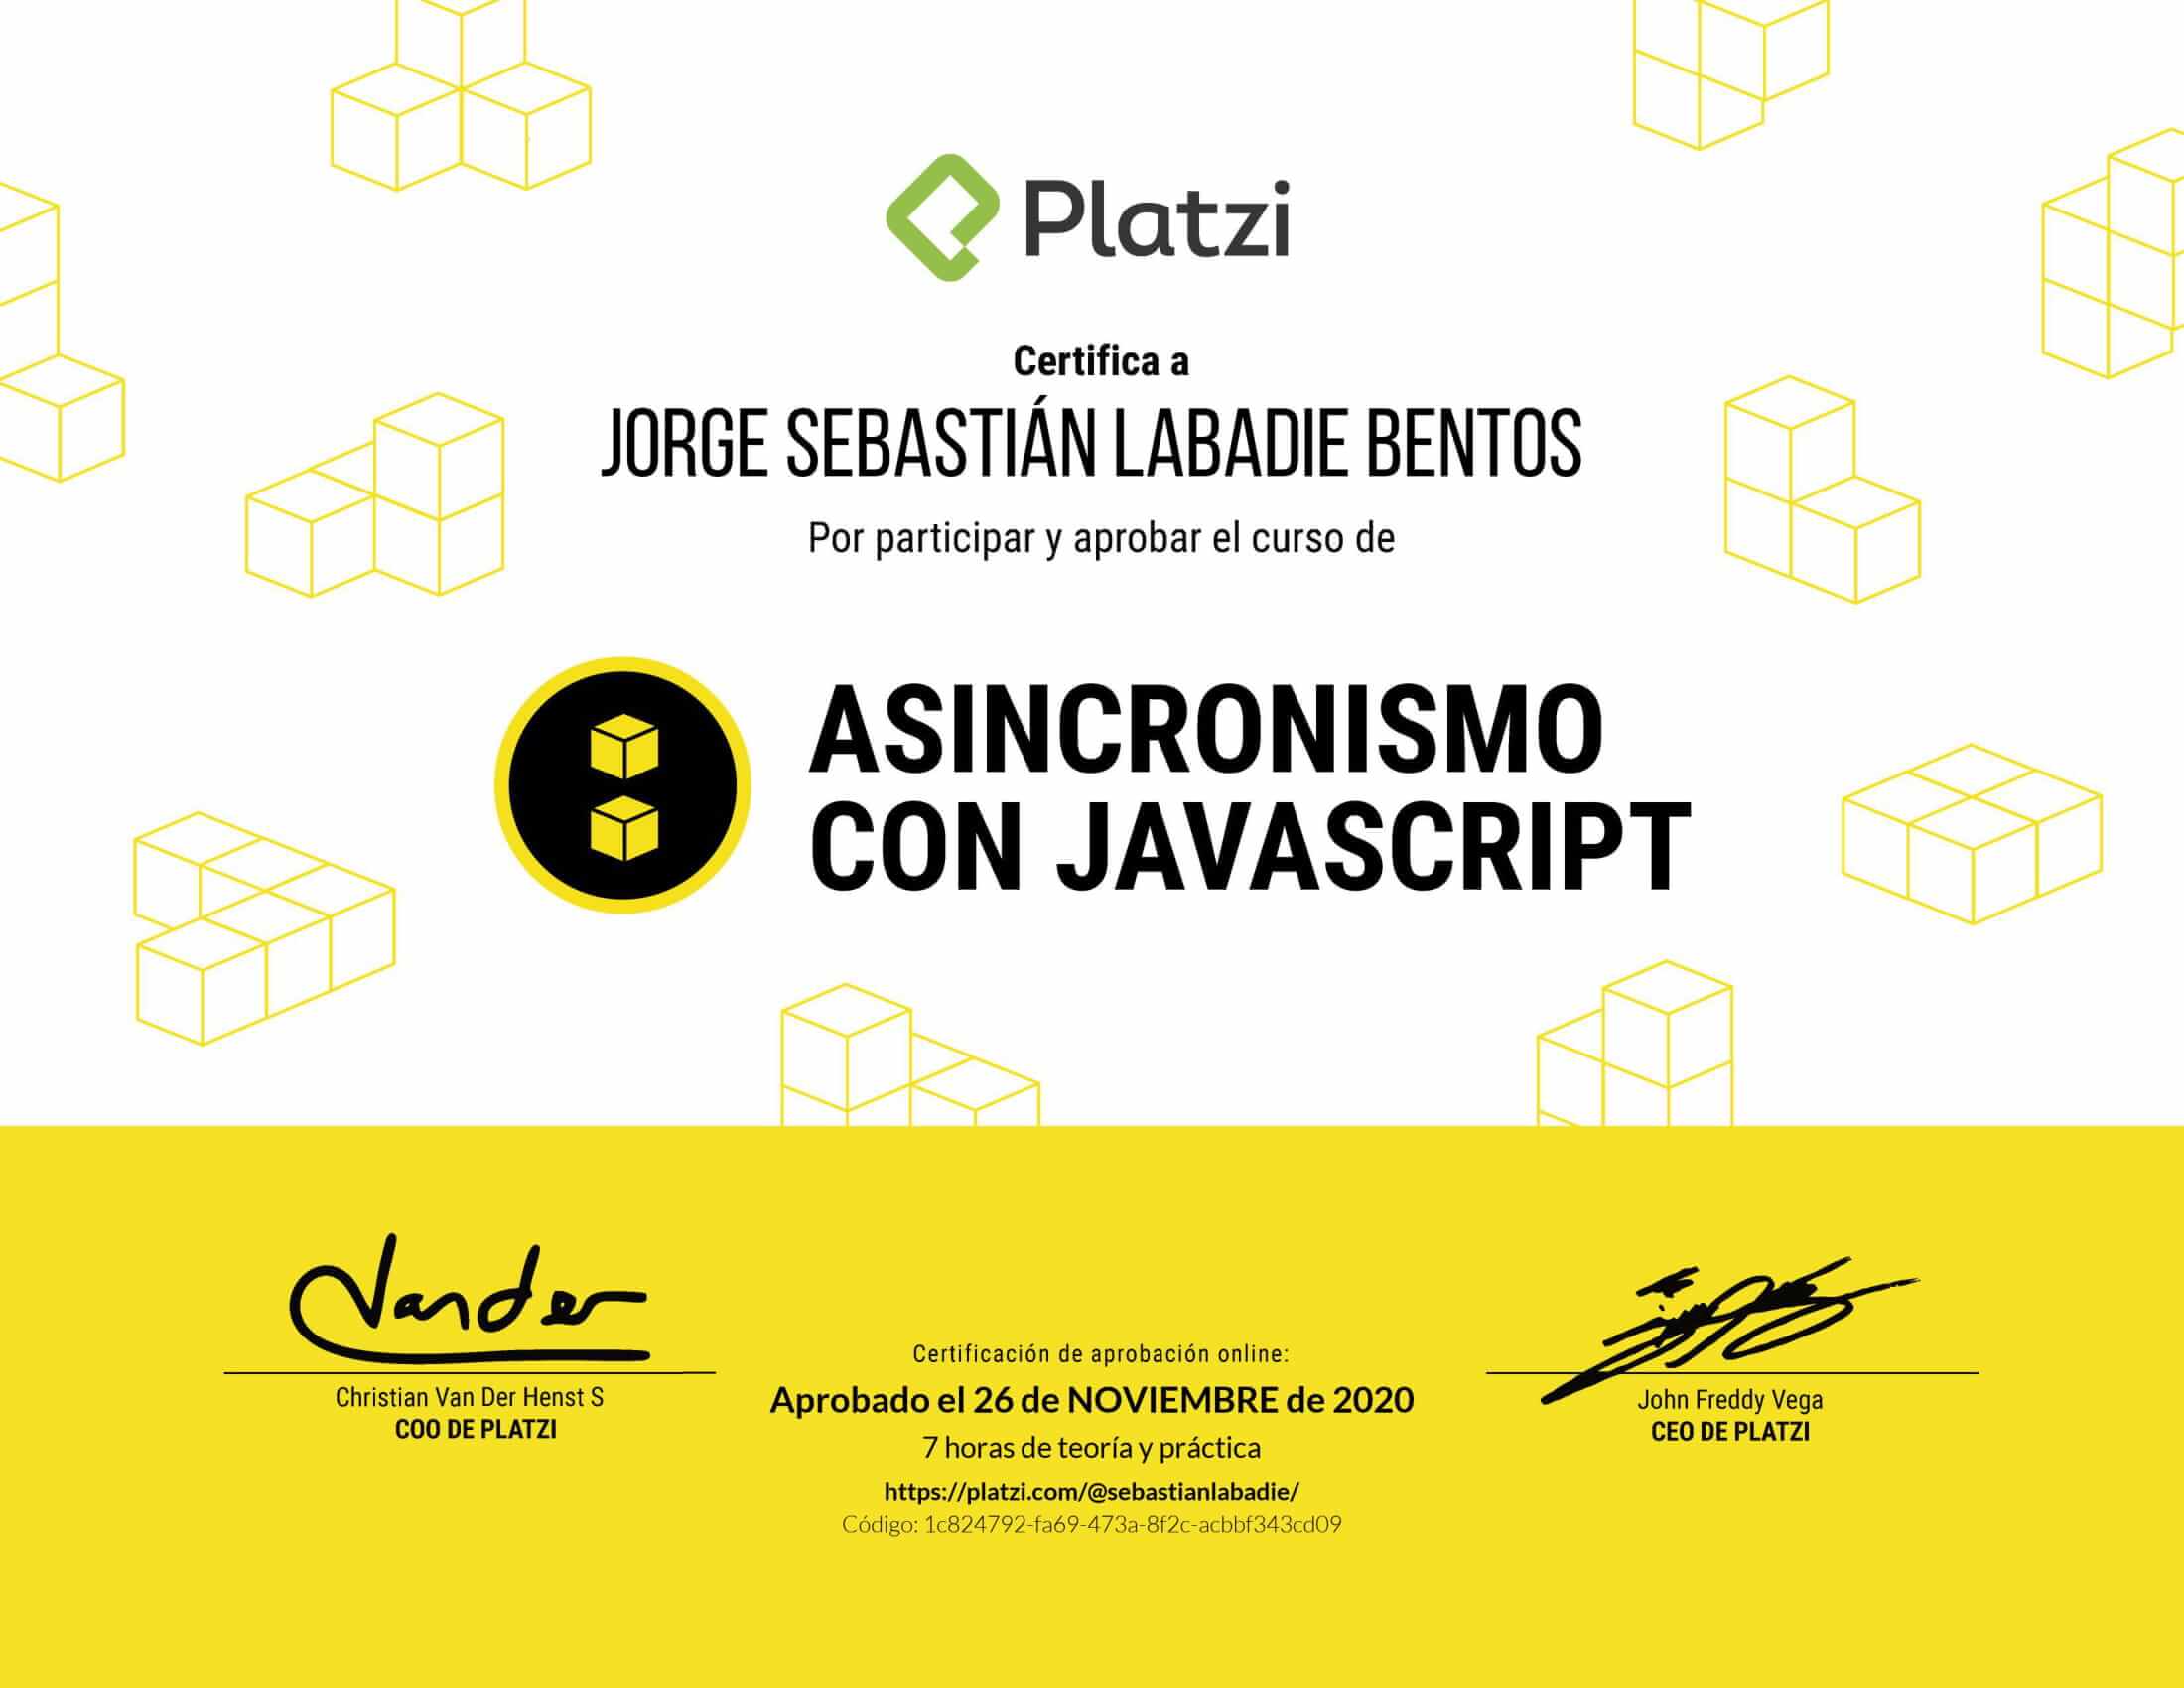 Platzi
Certifica a
JORGE SEBASTIÁN LABADIE BENTOS
Por participar y aprobar el curso de
ASINCRONISMO
CON JAVASCRIPT
Vander
Christian Van Der Henst S
COO DE PLATZI
Certificación de aprobación online:
Aprobado el 26 de NOVIEMBRE de 2020
7 horas de teoría y práctica
https://platzi.com/@sebastianlabadie/
Código: 1c824792-fa69-473a-8f2c-acbbf343cd09
John Freddy Vega
CEO DE PLATZI